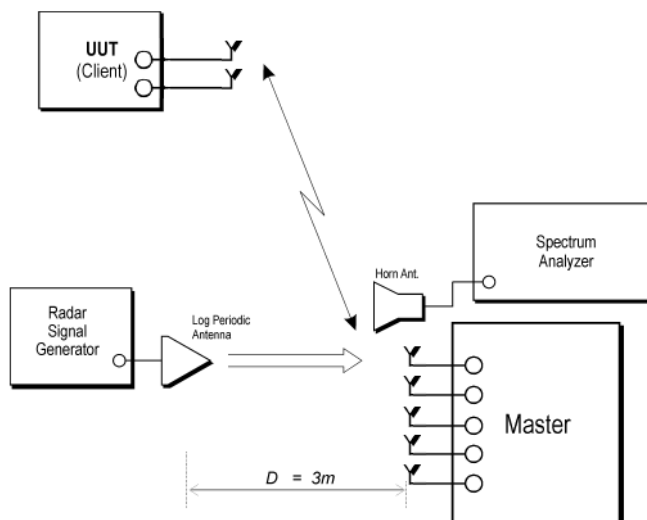 UUT
(Client)
Spectrum
Analyzer
Horn Ant.
Radar
Signal
Generator
Log Periodic
Antenna
Master
D = 3m